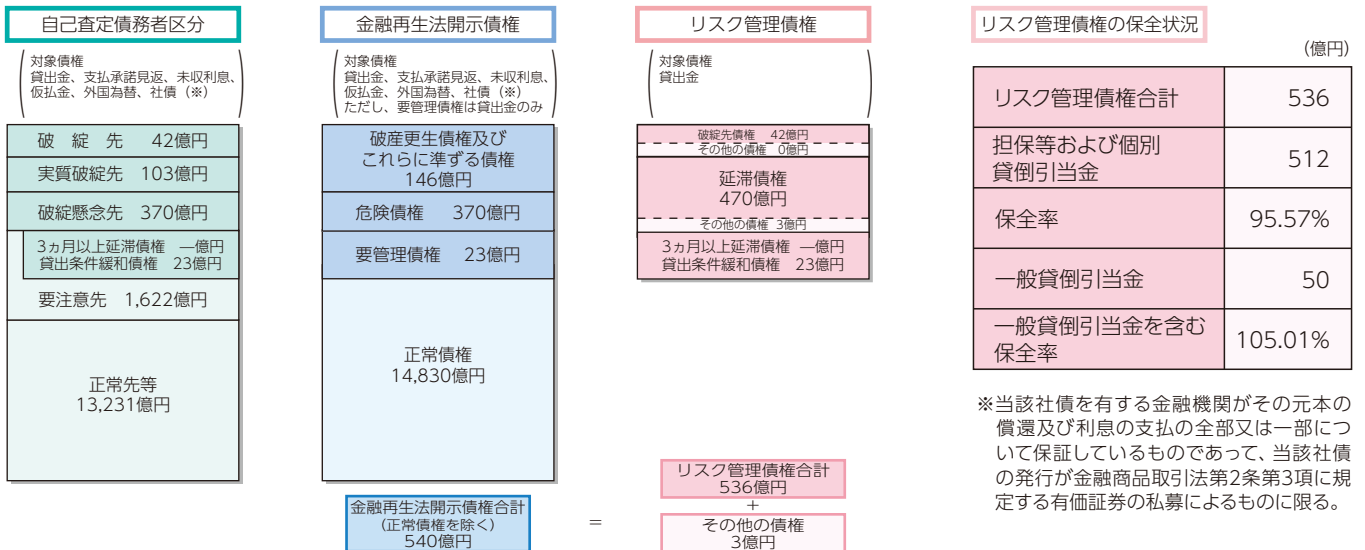 自己査定債務者区分
対象債権
貸出金、支払承諾見返、未収利息、
仮払金、外国為替、社債（※）
破　綻　先　42億円
実質破綻先　103億円
破綻懸念先　370億円
3ヵ月以上延滞債権　―億円
貸出条件緩和債権　23億円
要注意先　1,622億円
正常先等
13,231億円
金融再生法開示債権
対象債権
貸出金、支払承諾見返、未収利息、
仮払金、外国為替、社債（※）
ただし、要管理債権は貸出金のみ
破産更生債権及び
これらに準ずる債権
146億円
危険債権　370億円
要管理債権　23億円
正常債権
14,830億円
金融再生法開示債権合計
（正常債権を除く）
540億円
＝
リスク管理債権
対象債権
貸出金
破綻先債権　42億円
その他の債権　0億円
延滞債権
470億円
その他の債権 3億円
3ヵ月以上延滞債権　―億円
貸出条件緩和債権　23億円
リスク管理債権合計
536億円
＋
その他の債権
3億円
リスク管理債権の保全状況
（億円）
リスク管理債権合計　536
担保等および個別
貸倒引当金　512
保全率　95.57%
一般貸倒引当金　50
一般貸倒引当金を含む
保全率　105.01%
※当該社債を有する金融機関がその元本の
償還及び利息の支払の全部又は一部につ
いて保証しているものであって、当該社債
の発行が金融商品取引法第2条第3項に規
定する有価証券の私募によるものに限る。